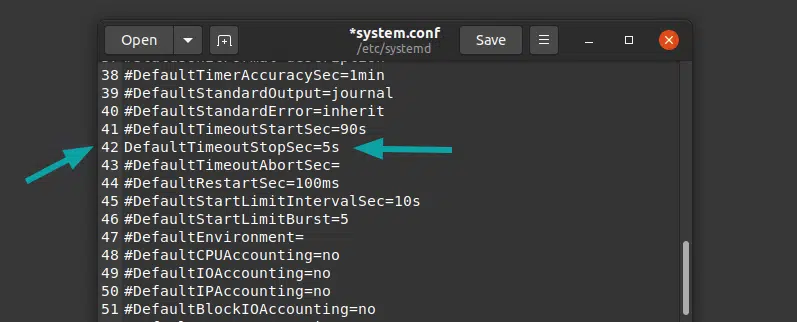 Open
*system.conf
/etc/systemd
Save
38 #DefaultTimerAccuracySec=1min
39 #DefaultStandardOutput=journal
40 #DefaultStandardError=inherit
41 #DefaultTimeoutStartSec=90s
42 DefaultTimeoutStopSec=5s
43 #DefaultTimeoutAbortSec=
44 #DefaultRestartSec=100ms
45 #DefaultStartLimitIntervalSec=10s
46 #DefaultStartLimitBurst=5
47 #DefaultEnvironment=
48 #DefaultCPUAccounting=no
49 #DefaultIOAccounting=no
50 #DefaultIPAccounting=no
51 #DefaultBlockIOAccounting=no